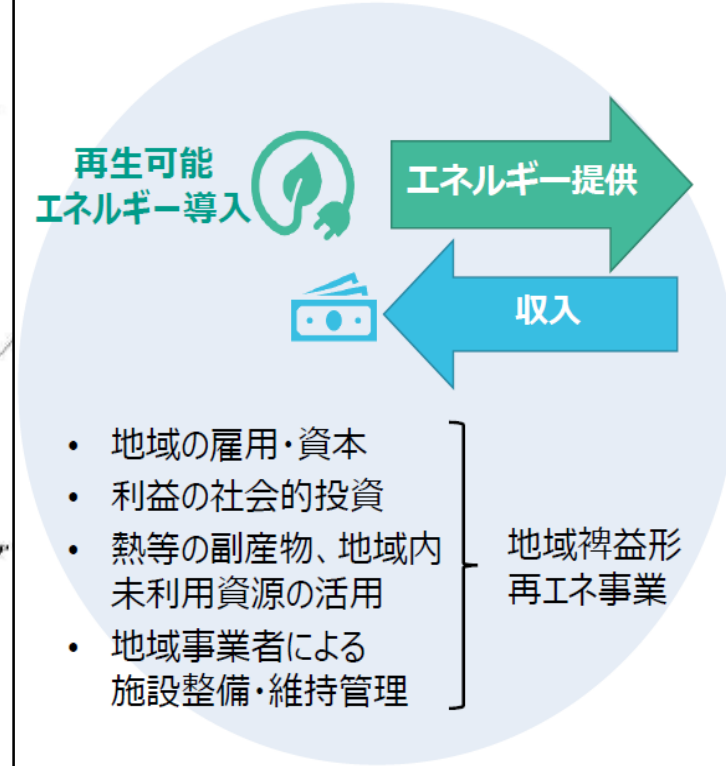 再生可能
エネルギー導入
エネルギー提供
収入
• 地域の雇用・資本
• 利益の社会的投資
• 熱等の副産物、地域内
未利用資源の活用
• 地域事業者による
施設整備・維持管理
地域裨益形
再エネ事業